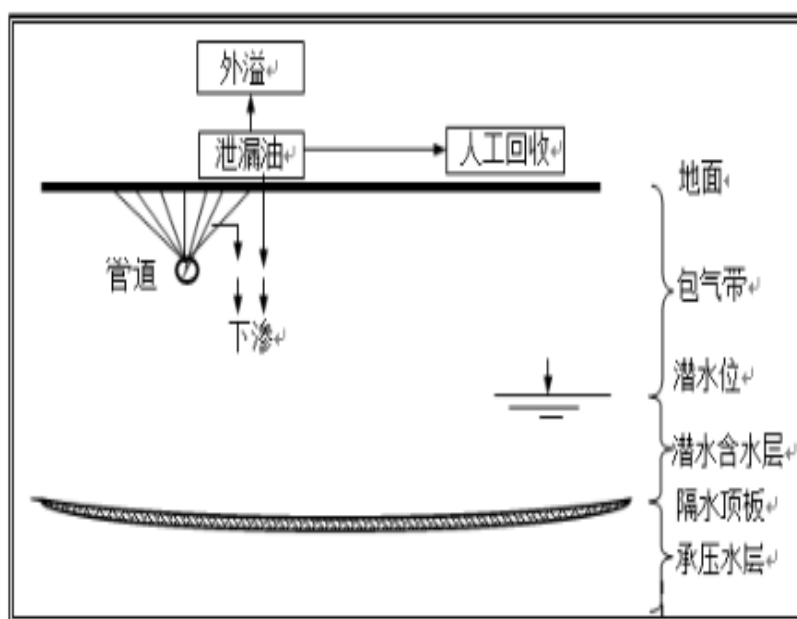 外溢
泄漏油
人工回收
地面
管道
包气带
下渗
潜水位
潜水含水层
隔水顶板
承压水层